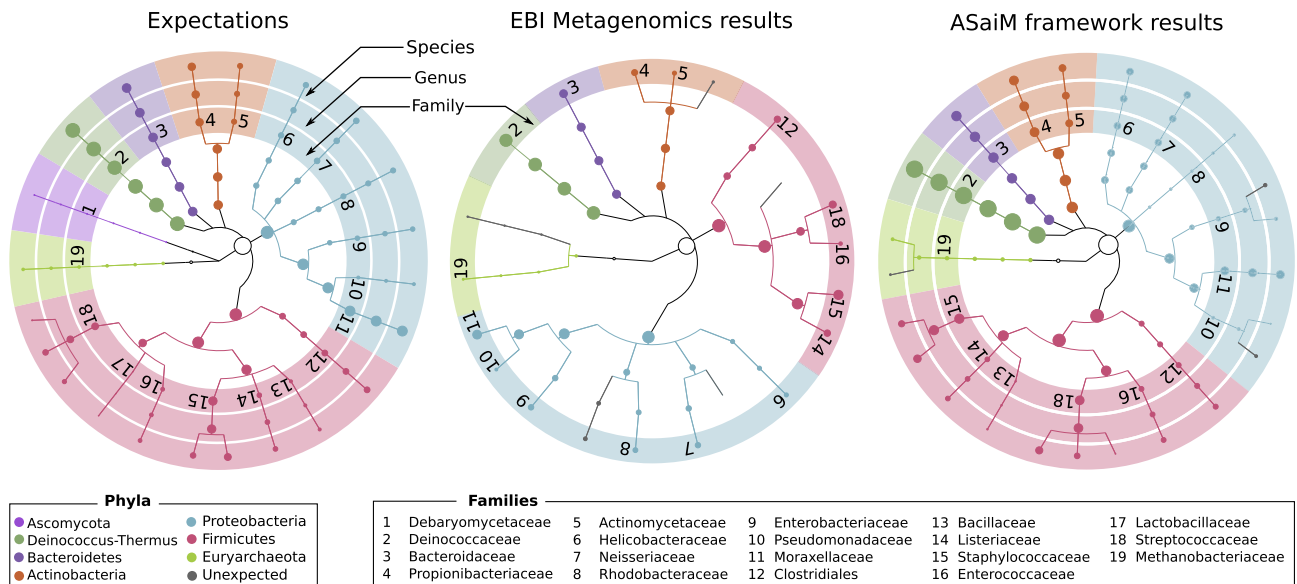 Expectations
EBI Metagenomics results
ASaiM framework results
Species
Genus
Family
1
2
3
4
5
6
7
8
9
10
11
12
13
14
15
16
17
18
19
2
3
4
5
12
18
16
15
14
6
7
8
9
10
11
19
2
3
4
5
6
7
8
9
11
10
12
16
18
13
14
15
19
Phyla
Ascomycota
Deinococcus-Thermus
Bacteroidetes
Actinobacteria
Proteobacteria
Firmicutes
Euryarchaeota
Unexpected
Families
1 Debaryomycetaceae
2 Deinococcaceae
3 Bacteroidaceae
4 Propionibacteriaceae
5 Actinomycetaceae
6 Helicobacteraceae
7 Neisseriaceae
8 Rhodobacteraceae
9 Enterobacteriaceae
10 Pseudomonadaceae
11 Moraxellaceae
12 Clostridiales
13 Bacillaceae
14 Listeriaceae
15 Staphylococcaceae
16 Enterococcaceae
17 Lactobacillaceae
18 Streptococcaceae
19 Methanobacteriaceae